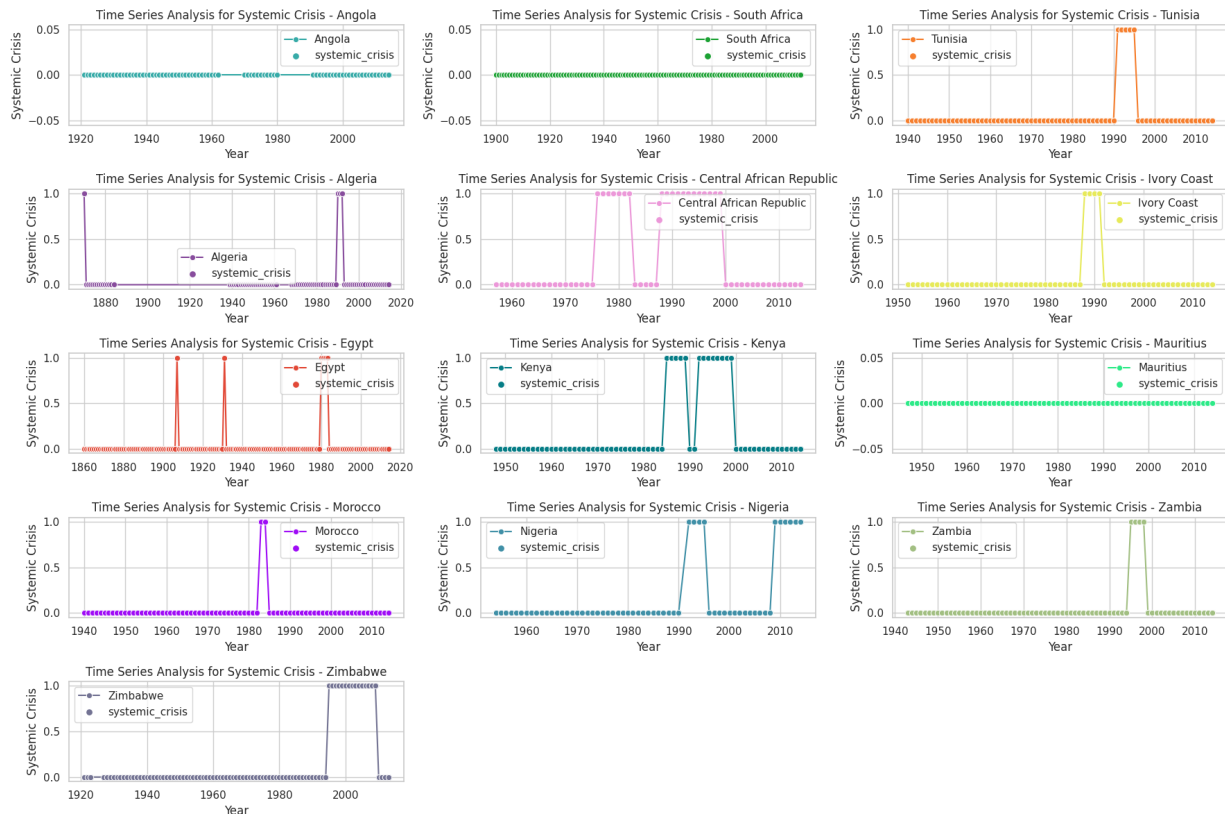 Time Series Analysis for Systemic Crisis - Angola
Systemic Crisis
0.05
0.00
−0.05
Angola
systemic_crisis
1920
1940
1960
1980
2000
Year
Time Series Analysis for Systemic Crisis - South Africa
Systemic Crisis
0.05
0.00
−0.05
South Africa
systemic_crisis
1900
1920
1940
1960
1980
2000
Year
Time Series Analysis for Systemic Crisis - Tunisia
Systemic Crisis
1.0
0.5
0.0
Tunisia
systemic_crisis
1940
1950
1960
1970
1980
1990
2000
2010
Year
Time Series Analysis for Systemic Crisis - Algeria
Systemic Crisis
1.0
0.5
0.0
Algeria
systemic_crisis
1880
1900
1920
1940
1960
1980
2000
2020
Year
Time Series Analysis for Systemic Crisis - Central African Republic
Systemic Crisis
1.0
0.5
0.0
Central African Republic
systemic_crisis
1960
1970
1980
1990
2000
2010
Year
Time Series Analysis for Systemic Crisis - Ivory Coast
Systemic Crisis
1.0
0.5
0.0
Ivory Coast
systemic_crisis
1950
1960
1970
1980
1990
2000
2010
Year
Time Series Analysis for Systemic Crisis - Egypt
Systemic Crisis
1.0
0.5
0.0
Egypt
systemic_crisis
1860
1880
1900
1920
1940
1960
1980
2000
2020
Year
Time Series Analysis for Systemic Crisis - Kenya
Systemic Crisis
1.0
0.5
0.0
Kenya
systemic_crisis
1950
1960
1970
1980
1990
2000
2010
Year
Time Series Analysis for Systemic Crisis - Mauritius
Systemic Crisis
0.05
0.00
−0.05
Mauritius
systemic_crisis
1950
1960
1970
1980
1990
2000
2010
Year
Time Series Analysis for Systemic Crisis - Morocco
Systemic Crisis
1.0
0.5
0.0
Morocco
systemic_crisis
1940
1950
1960
1970
1980
1990
2000
2010
Year
Time Series Analysis for Systemic Crisis - Nigeria
Systemic Crisis
1.0
0.5
0.0
Nigeria
systemic_crisis
1960
1970
1980
1990
2000
2010
Year
Time Series Analysis for Systemic Crisis - Zambia
Systemic Crisis
1.0
0.5
0.0
Zambia
systemic_crisis
1940
1950
1960
1970
1980
1990
2000
2010
Year
Time Series Analysis for Systemic Crisis - Zimbabwe
Systemic Crisis
1.0
0.5
0.0
Zimbabwe
systemic_crisis
1920
1940
1960
1980
2000
Year